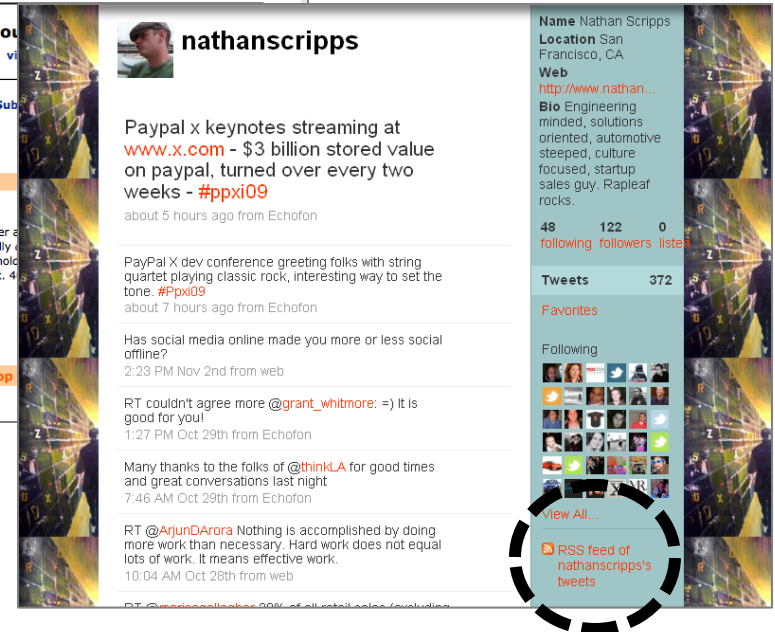 nathanscripps
Paypal x keynotes streaming at
www.x.com - $3 billion stored value
on paypal, turned over every two
weeks - #ppxi09
about 5 hours ago from Echofon
PayPal X dev conference greeting folks with string
quartet playing classic rock, interesting way to set the
tone. #Ppxi09
about 7 hours ago from Echofon
Has social media online made you more or less social
offline?
2:23 PM Nov 2nd from web
RT couldn't agree more @grant_whitmore: =) It is
good for you!
1:27 PM Oct 29th from Echofon
Many thanks to the folks of @thinkLA for good times
and great conversations last night
7:46 AM Oct 29th from Echofon
RT @ArjunDArora Nothing is accomplished by doing
more work than necessary. Hard work does not equal
lots of work. It means effective work.
10:04 AM Oct 28th from web
Name Nathan Scripps
Location San
Francisco, CA
Web
http://www.nathan...
Bio Engineering
minded, solutions
oriented, automotive
steeped, culture
focused, startup
sales guy. Rapleaf
rocks.
48 122 0
following followers listed
Tweets 372
Favorites
Following
View All...
RSS feed of
nathanscripps's
tweets